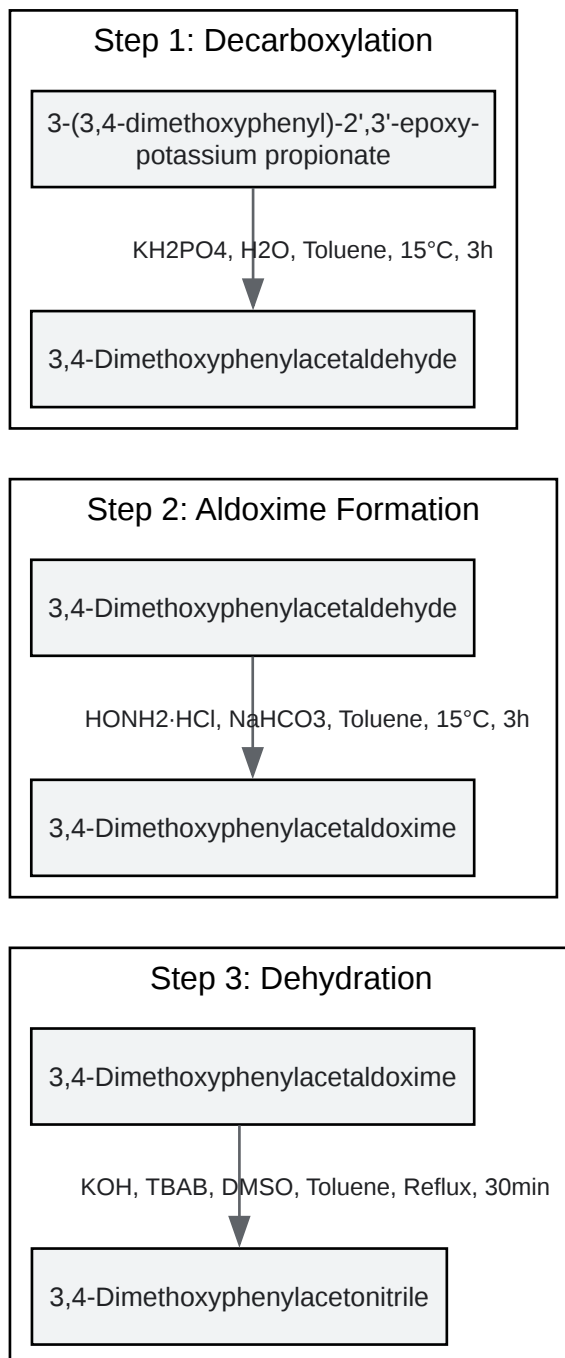 Step 1: Decarboxylation
3-(3,4-dimethoxyphenyl)-2',3'-epoxy-
potassium propionate
KH2PO4, H2O, Toluene, 15°C, 3h
3,4-Dimethoxyphenylacetaldehyde
Step 2: Aldoxime Formation
3,4-Dimethoxyphenylacetaldehyde
HONH2·HCl, NaHCO3, Toluene, 15°C, 3h
3,4-Dimethoxyphenylacetaldoxime
Step 3: Dehydration
3,4-Dimethoxyphenylacetaldoxime
KOH, TBAB, DMSO, Toluene, Reflux, 30min
3,4-Dimethoxyphenylacetonitrile